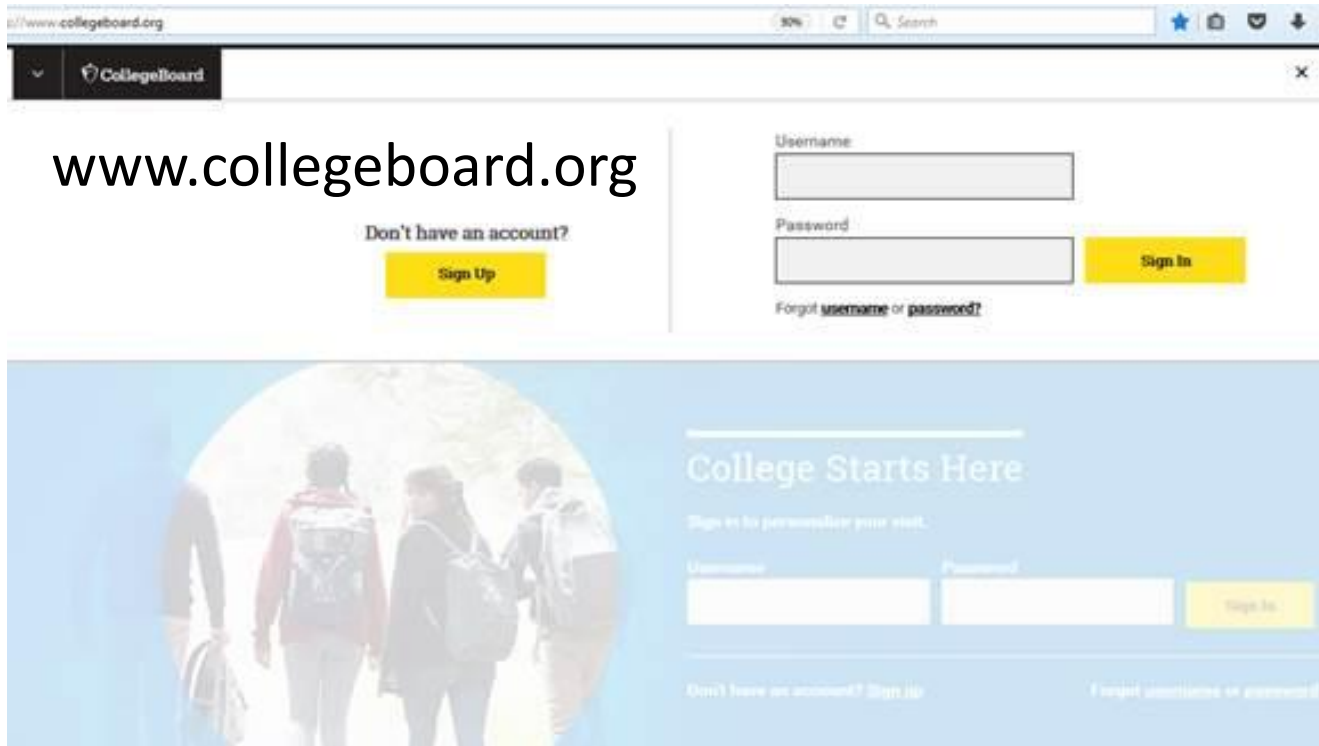 www.collegeboard.org
90%
Search
CollegeBoard
www.collegeboard.org
Don't have an account?
Sign Up
Username
Password
Sign In
Forgot username or password?
College Starts Here
Sign in to personalize your visit.
Username
Password
Sign In
Don't have an account? Sign up
Forgot username or password?